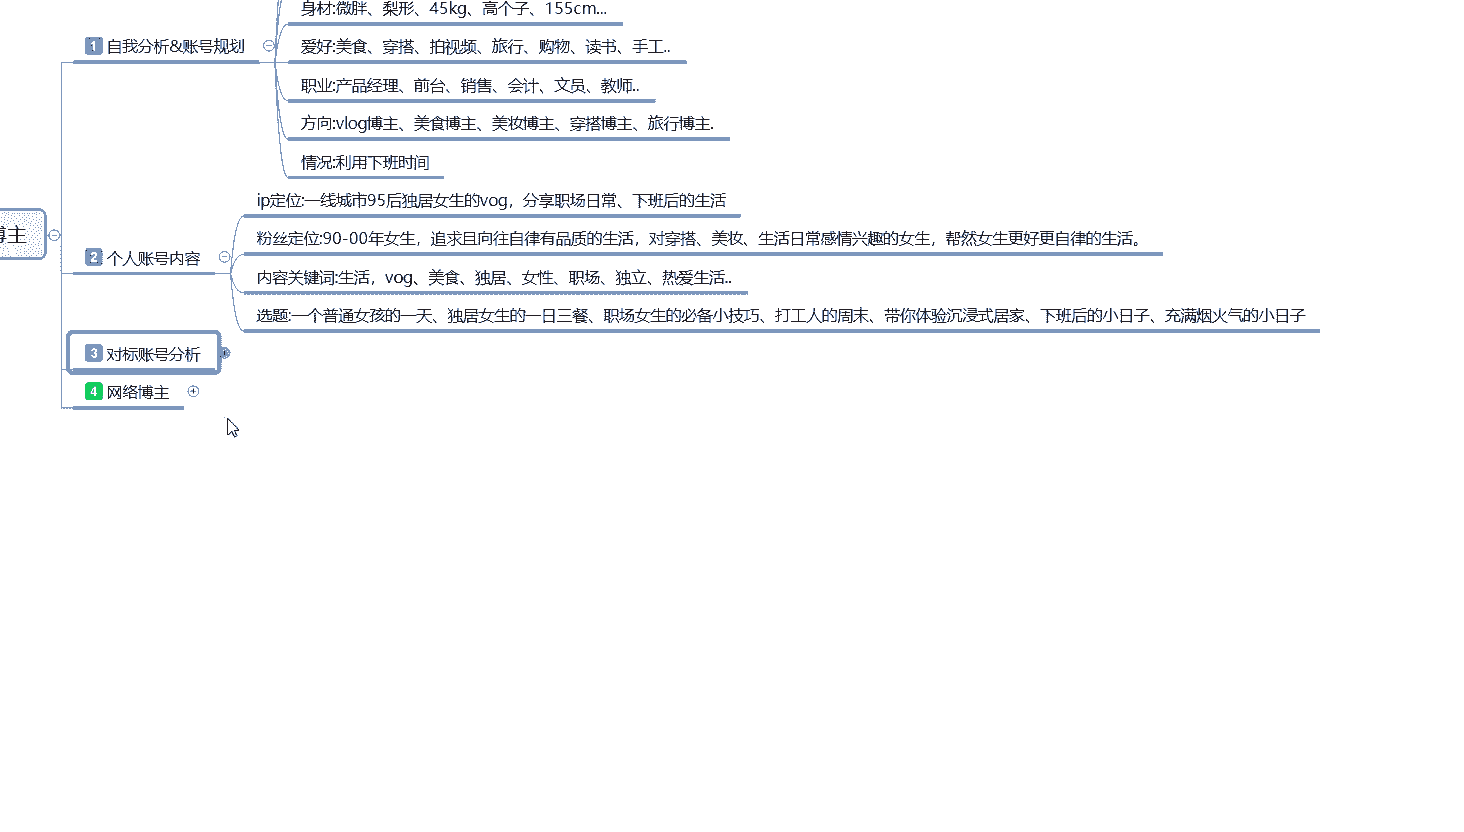 身材:微胖、梨形、45kg、高个子、155cm...
1 自我分析&账号规划
爱好:美食、穿搭、拍视频、旅行、购物、读书、手工..
职业:产品经理、前台、销售、会计、文员、教师..
方向:vlog博主、美食博主、美妆博主、穿搭博主、旅行博主.
情况:利用下班时间
博主
ip定位:一线城市95后独居女生的vog，分享职场日常、下班后的生活
粉丝定位:90-00年女生，追求且向往自律有品质的生活，对穿搭、美妆、生活日常感情兴趣的女生，帮然女生更好更自律的生活。
2 个人账号内容
内容关键词:生活，vog、美食、独居、女性、职场、独立、热爱生活..
选题:一个普通女孩的一天、独居女生的一日三餐、职场女生的必备小技巧、打工人的周末、带你体验沉浸式居家、下班后的小日子、充满烟火气的小日子
3 对标账号分析
4 网络博主